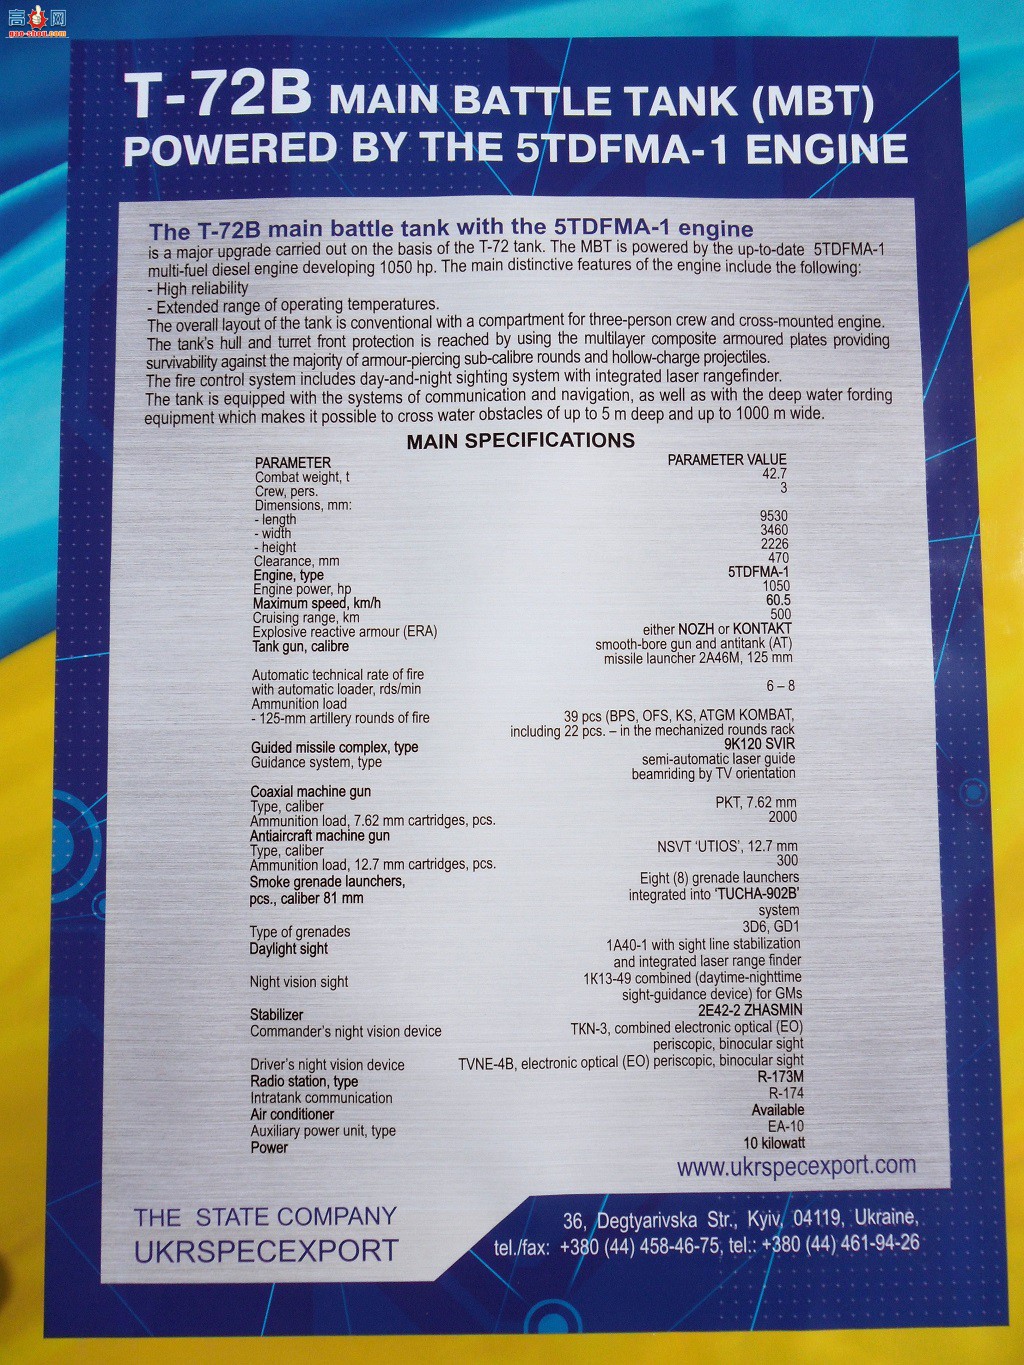 高 网
gao-shou.com
T-72B MAIN BATTLE TANK (MBT)
POWERED BY THE 5TDFMA-1 ENGINE
The T-72B main battle tank with the 5TDFMA-1 engine
is a major upgrade carried out on the basis of the T-72 tank. The MBT is powered by the up-to-date 5TDFMA-1
multi-fuel diesel engine developing 1050 hp. The main distinctive features of the engine include the following:
- High reliability
- Extended range of operating temperatures.
The overall layout of the tank is conventional with a compartment for three-person crew and cross-mounted engine.
The tank's hull and turret front protection is reached by using the multilayer composite armoured plates providing
survivability against the majority of armour-piercing sub-calibre rounds and hollow-charge projectiles.
The fire control system includes day-and-night sighting system with integrated laser rangefinder.
The tank is equipped with the systems of communication and navigation, as well as with the deep water fording
equipment which makes it possible to cross water obstacles of up to 5 m deep and up to 1000 m wide.
MAIN SPECIFICATIONS
PARAMETER PARAMETER VALUE
Combat weight, t 42.7
Crew, pers. 3
Dimensions, mm:
- length 9530
- width 3460
- height 2226
Clearance, mm 470
Engine, type 5TDFMA-1
Engine power, hp 1050
Maximum speed, km/h 60.5
Cruising range, km 500
Explosive reactive armour (ERA) either NOZH or KONTAKT
Tank gun, calibre smooth-bore gun and antitank (AT)
missile launcher 2A46M, 125 mm
Automatic technical rate of fire
with automatic loader, rds/min 6 – 8
Ammunition load
- 125-mm artillery rounds of fire 39 pcs (BPS, OFS, KS, ATGM KOMBAT,
including 22 pcs. – in the mechanized rounds rack
Guided missile complex, type 9K120 SVIR
Guidance system, type semi-automatic laser guide
beamriding by TV orientation
Coaxial machine gun
Type, caliber PKT, 7.62 mm
Ammunition load, 7.62 mm cartridges, pcs. 2000
Antiaircraft machine gun
Type, caliber NSVT 'UTIOS', 12.7 mm
Ammunition load, 12.7 mm cartridges, pcs. 300
Smoke grenade launchers, Eight (8) grenade launchers
pcs., caliber 81 mm integrated into 'TUCHA-902B'
system
Type of grenades 3D6, GD1
Daylight sight 1A40-1 with sight line stabilization
and integrated laser range finder
Night vision sight 1K13-49 combined (daytime-nighttime
sight-guidance device) for GMs
Stabilizer 2E42-2 ZHASMIN
Commander's night vision device TKN-3, combined electronic optical (EO)
periscopic, binocular sight
Driver's night vision device TVNE-4B, electronic optical (EO) periscopic, binocular sight
Radio station, type R-173M
Intratank communication R-174
Air conditioner Available
Auxiliary power unit, type EA-10
Power 10 kilowatt
www.ukrspecexport.com
THE STATE COMPANY
UKRSPECEXPORT
36, Degtyarivska Str., Kyiv, 04119, Ukraine,
tel./fax: +380 (44) 458-46-75, tel.: +380 (44) 461-94-26